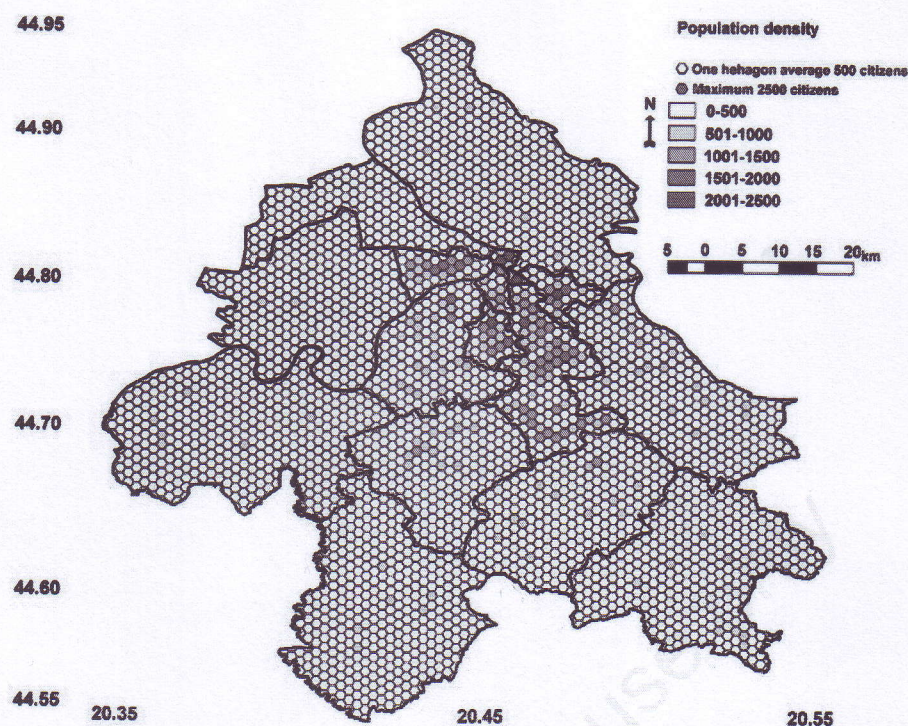 44.95
Population density
One hehagon average 500 citizens
Maximum 2500 citizens
N
0-500
501-1000
1001-1500
1501-2000
2001-2500
5 0 5 10 15 20km
44.90
44.80
44.70
44.60
44.55
20.35 20.45 20.55